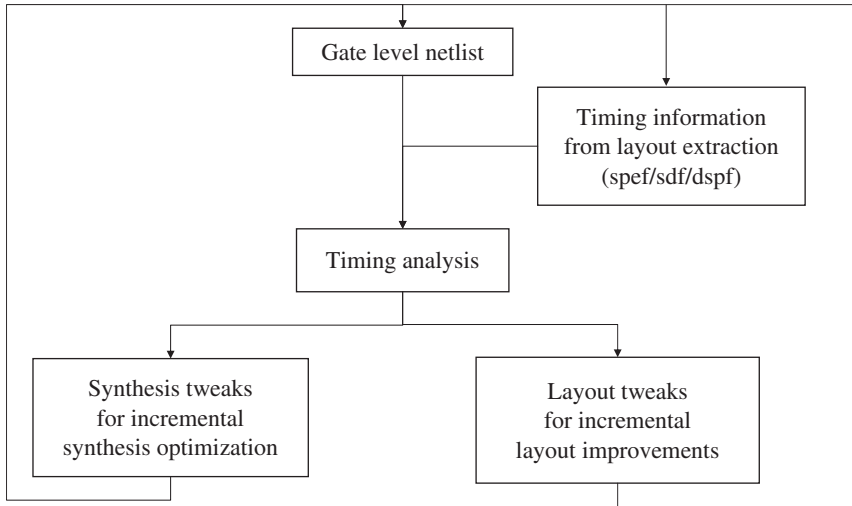 Gate level netlist
Timing information
from layout extraction
(spef/sdf/dspf)
Timing analysis
Synthesis tweaks
for incremental
synthesis optimization
Layout tweaks
for incremental
layout improvements